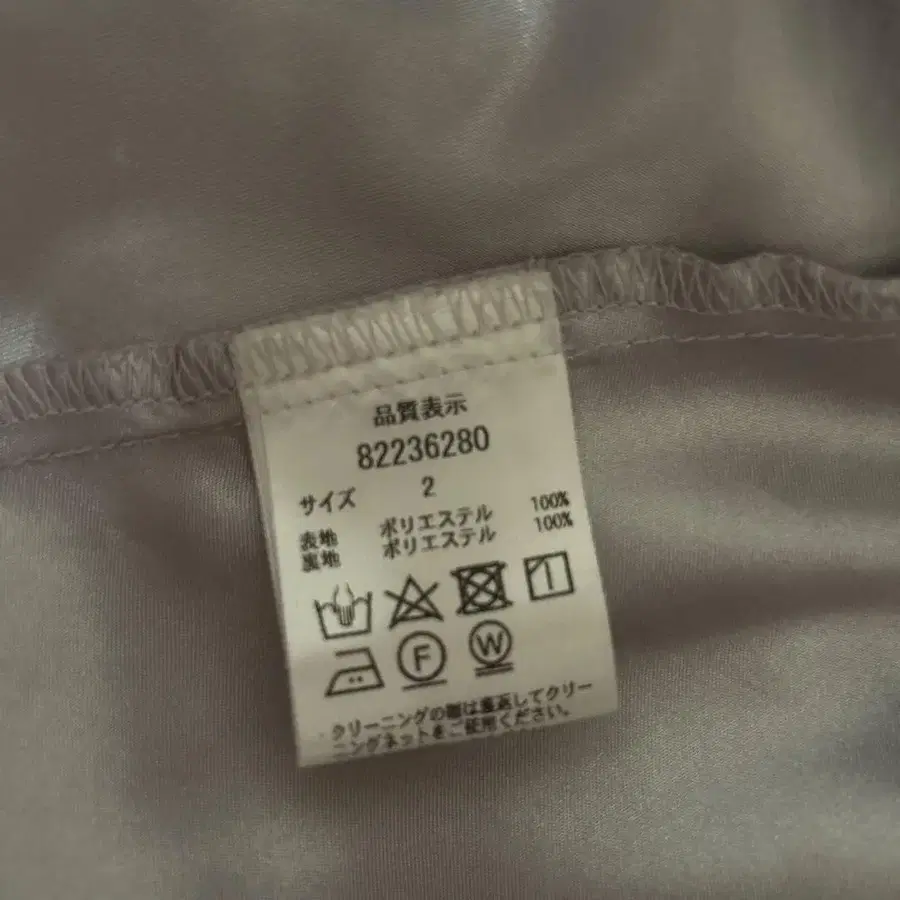 品質表示
82236280
サイズ 2
表地 ポリエステル 100%
裏地 ポリエステル 100%
F W
クリーニングの際は裏返してクリー
ニングネットをご使用ください。